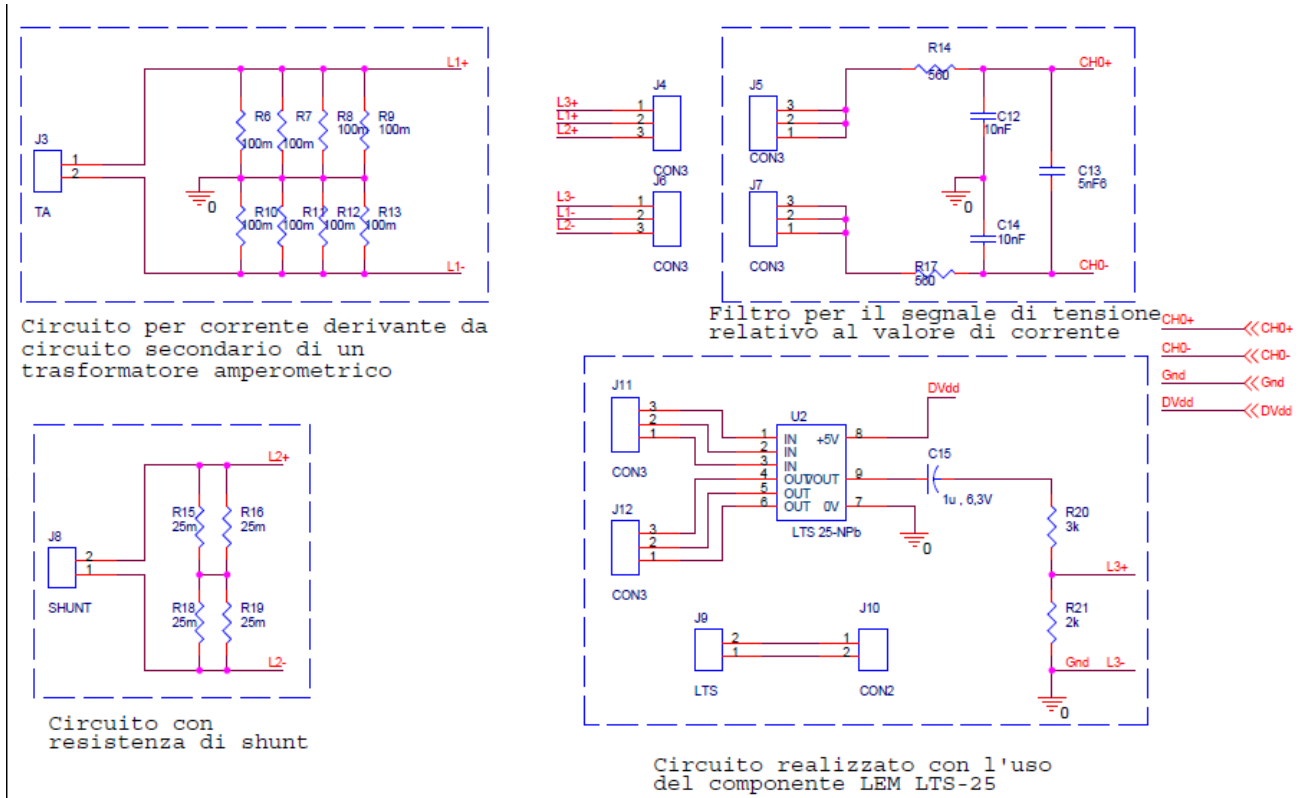 L1+
R6
R7
R8
R9
100m
100m
100m
100m
J3
1
2
TA
0
R10
R11
R12
R13
100m
100m
100m
100m
L1-
Circuito per corrente derivante da
circuito secondario di un
trasformatore amperometrico
J4
L3+
1
L1+
2
L2+
3
CON3
J6
L3-
1
L1-
2
L2-
3
CON3
J5
3
2
1
CON3
J7
3
2
1
CON3
R14
560
CH0+
C12
10nF
C13
5nF6
0
C14
10nF
R17
560
CH0-
Filtro per il segnale di tensione
relativo al valore di corrente
CH0+
CH0+
CH0-
CH0-
Gnd
Gnd
DVdd
DVdd
L2+
R15
25m
R16
25m
J8
2
1
SHUNT
R18
25m
R19
25m
L2-
Circuito con
resistenza di shunt
J11
3
2
1
CON3
J12
3
2
1
CON3
DVdd
U2
1
IN
+5V
8
2
IN
3
IN
4
OUT
VOUT
9
5
OUT
6
OUT
0V
7
LTS 25-NPb
0
C15
1u , 6,3V
R20
3k
L3+
R21
2k
Gnd
L3-
0
J9
2
1
LTS
J10
1
2
CON2
Circuito realizzato con l'uso
del componente LEM LTS-25